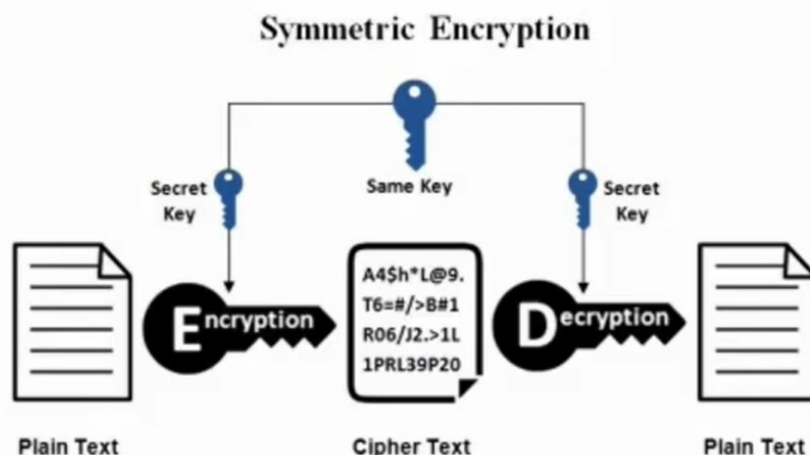 Symmetric Encryption
Same Key
Secret
Key
Secret
Key
Encryption
A4$h*L@9.
T6=#/>B#1
R06/J2.>1L
1PRL39P20
Decryption
Plain Text
Cipher Text
Plain Text